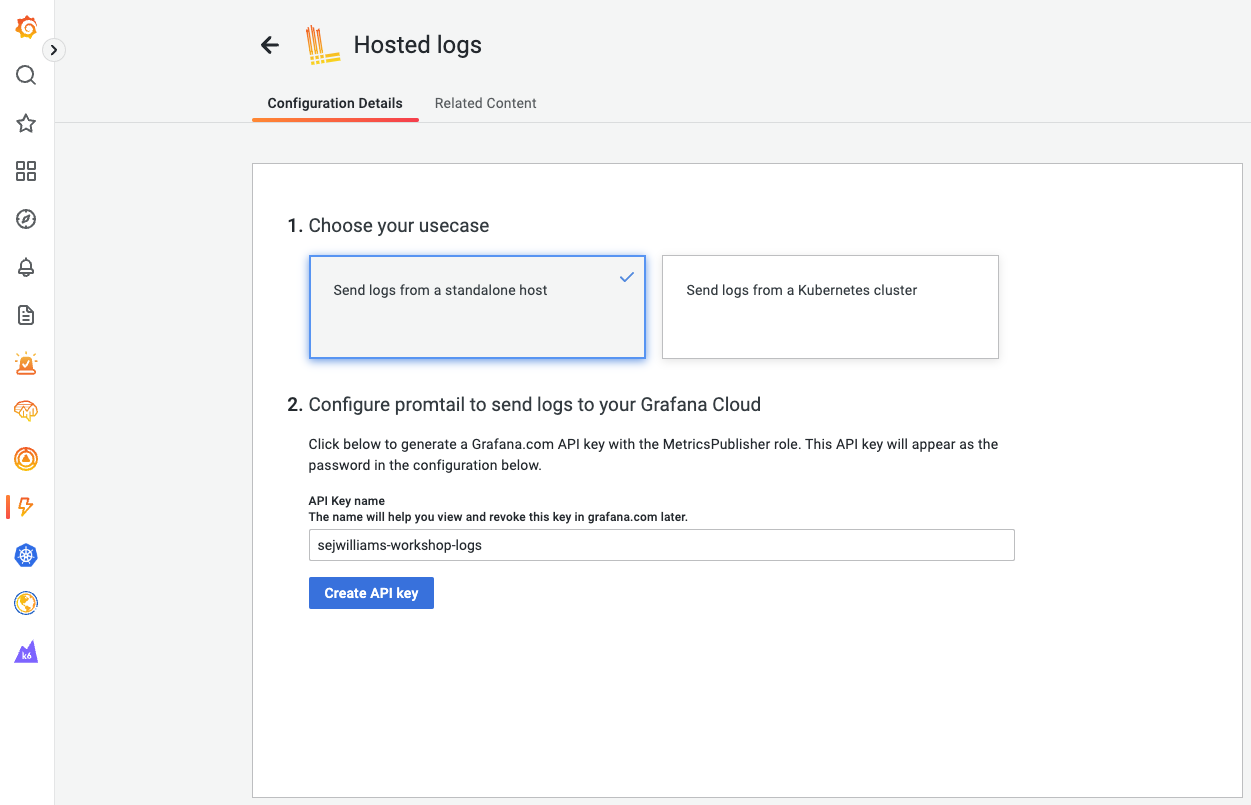 Hosted logs
Configuration Details
Related Content
1. Choose your usecase
Send logs from a standalone host
Send logs from a Kubernetes cluster
2. Configure promtail to send logs to your Grafana Cloud
Click below to generate a Grafana.com API key with the MetricsPublisher role. This API key will appear as the
password in the configuration below.
API Key name
The name will help you view and revoke this key in grafana.com later.
sejwilliams-workshop-logs
Create API key
k6